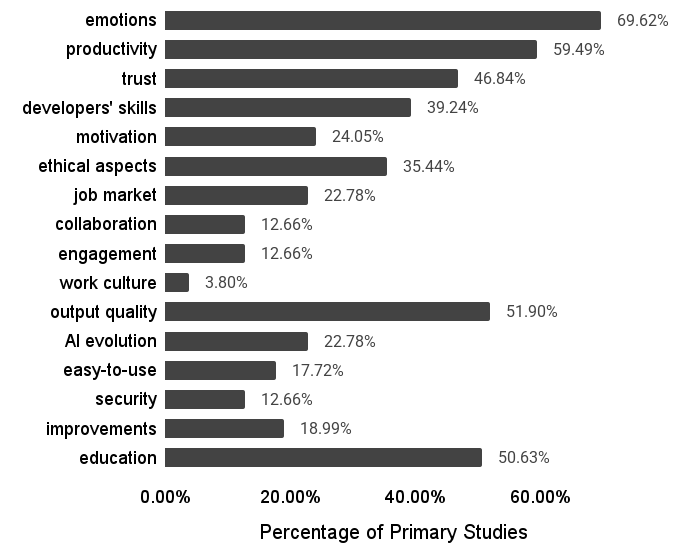 emotions 69.62%
productivity 59.49%
trust 46.84%
developers' skills 39.24%
motivation 24.05%
ethical aspects 35.44%
job market 22.78%
collaboration 12.66%
engagement 12.66%
work culture 3.80%
output quality 51.90%
AI evolution 22.78%
easy-to-use 17.72%
security 12.66%
improvements 18.99%
education 50.63%
0.00% 20.00% 40.00% 60.00%
Percentage of Primary Studies